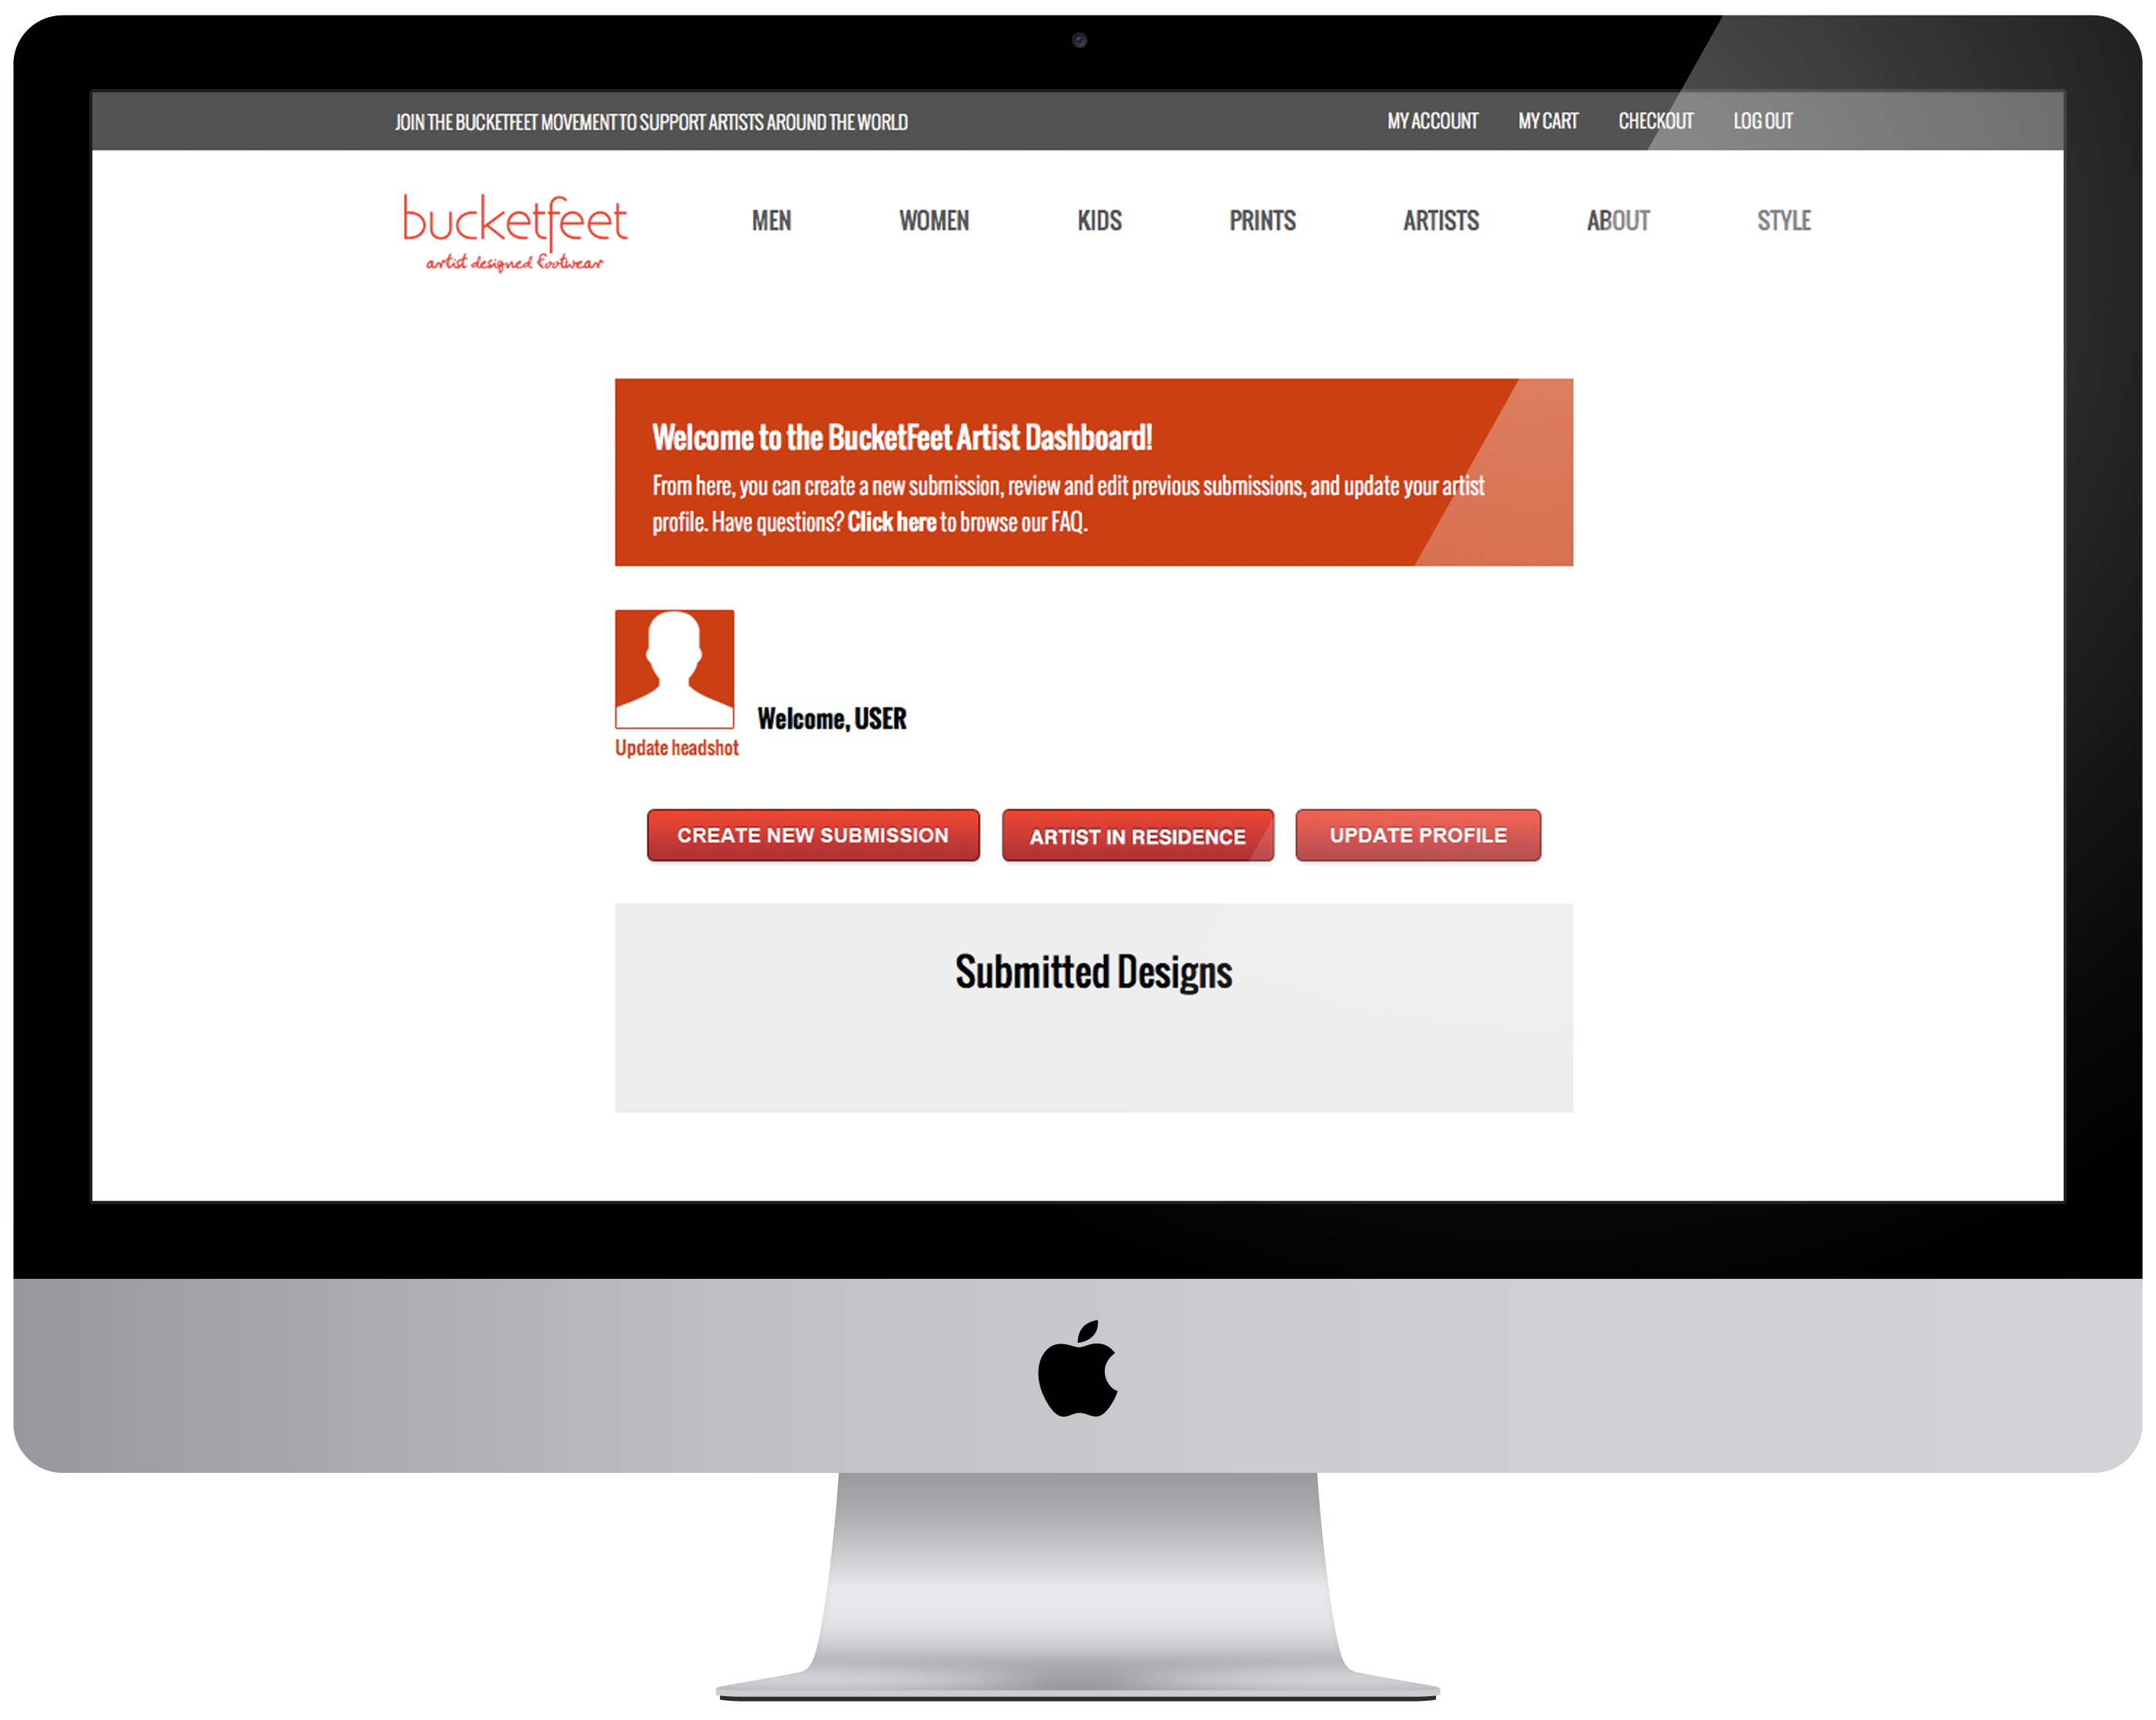 JOIN THE BUCKETFEET MOVEMENT TO SUPPORT ARTISTS AROUND THE WORLD
MY ACCOUNT MY CART CHECKOUT LOG OUT
bucketfeet
artist designed footwear
MEN WOMEN KIDS PRINTS ARTISTS ABOUT STYLE
Welcome to the BucketFeet Artist Dashboard!
From here, you can create a new submission, review and edit previous submissions, and update your artist
profile. Have questions? Click here to browse our FAQ.
Welcome, USER
Update headshot
CREATE NEW SUBMISSION
ARTIST IN RESIDENCE
UPDATE PROFILE
Submitted Designs